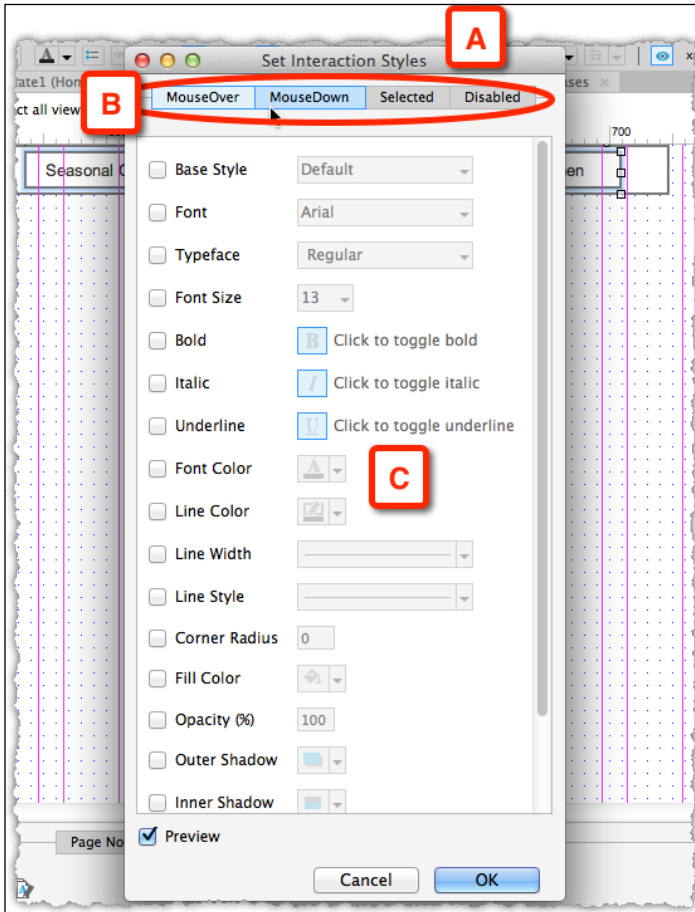 A
Set Interaction Styles
B
MouseOver MouseDown Selected Disabled
700
Seasonal
Base Style Default
Font Arial
Typeface Regular
Font Size 13
Bold B Click to toggle bold
Italic I Click to toggle italic
Underline U Click to toggle underline
Font Color A
C
Line Color
Line Width
Line Style
Corner Radius 0
Fill Color
Opacity (%) 100
Outer Shadow
Inner Shadow
Preview
Page No
Cancel OK